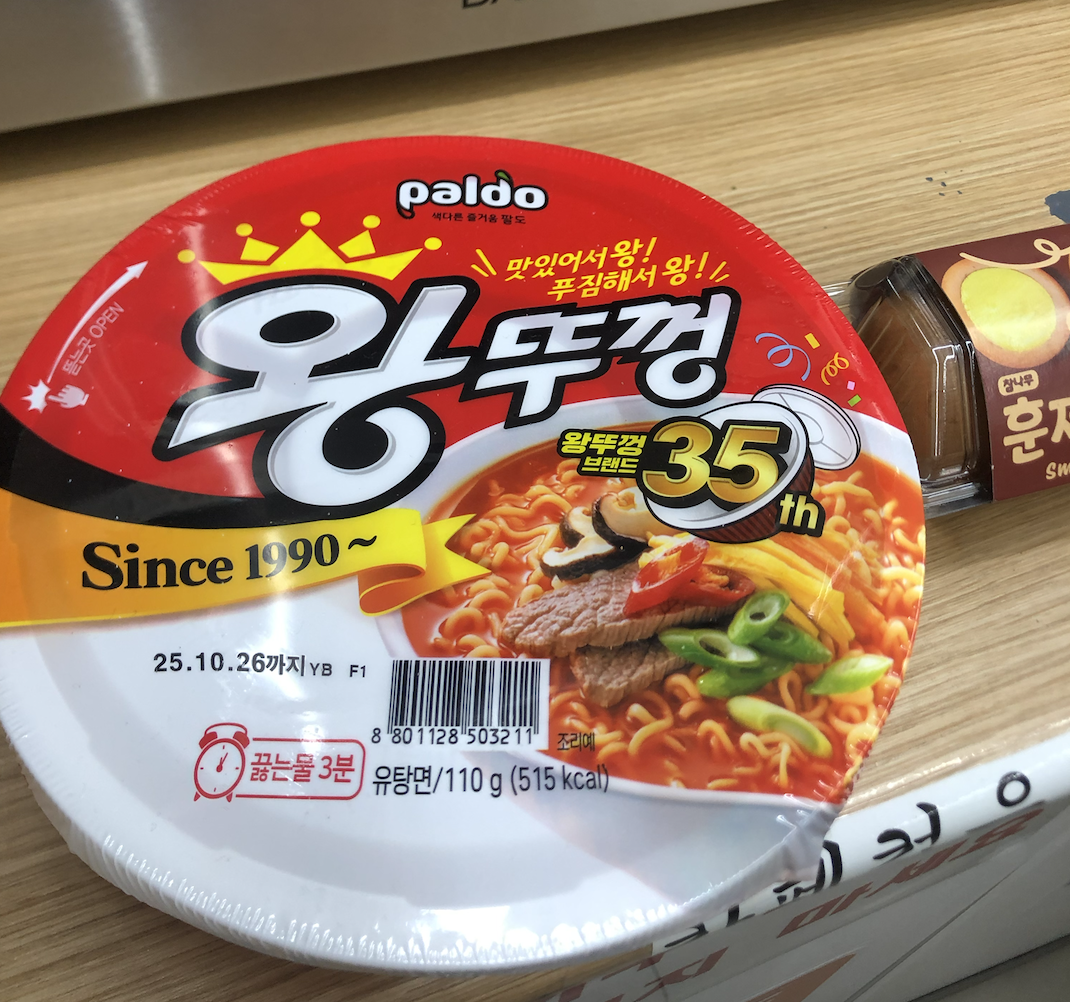 paldo
색다른 즐거움 팔도
맛있어서 왕!
푸짐해서 왕!
왕뚜껑
뜯는곳 OPEN
왕뚜껑
브랜드
35th
Since 1990~
25.10.26까지 YB F1
8 801128 503211
조리예
끓는물 3분
유탕면/110 g (515 kcal)
참나무